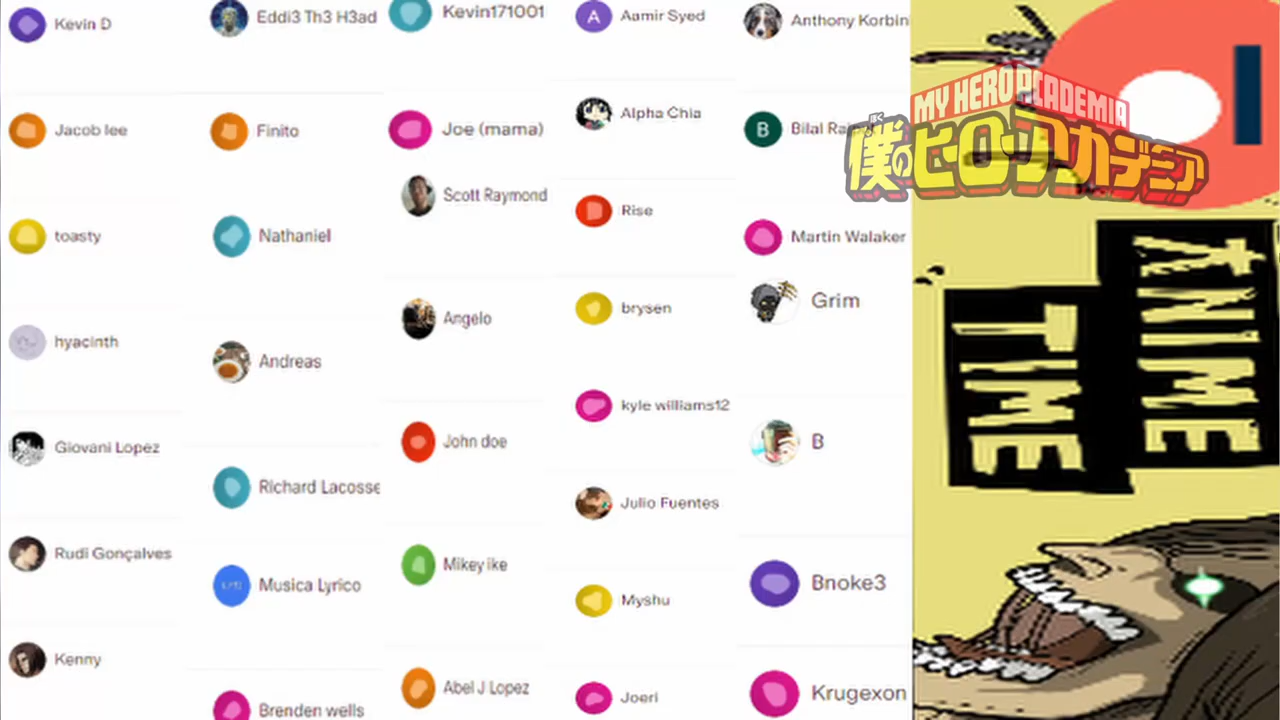 Kevin D
Jacob lee
toasty
hyacinth
Giovani Lopez
Rudi Gonçalves
Kenny
Eddi3 Th3 H3ad
Finito
Nathaniel
Andreas
Richard Lacosse
Musica Lyrico
Brenden wells
Kevin171001
Joe (mama)
Scott Raymond
Angelo
John doe
Mikey ike
Abel J Lopez
A
Aamir Syed
Alpha Chia
Rise
brysen
kyle williams12
Julio Fuentes
Myshu
Joeri
Anthony Korbin
B
Bilal
Martin Walaker
Grim
B
Bnoke3
Krugexon
MY HERO ACADEMIA
僕のヒーローアカデミア
ANIME
TIME